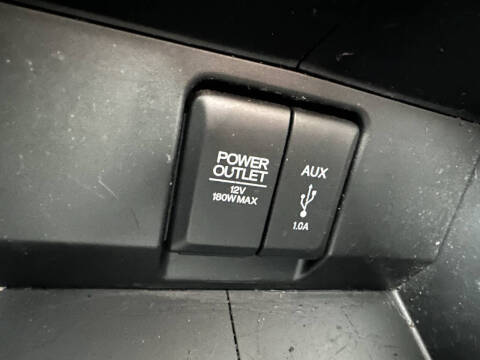 POWER
OUTLET
12V
180W MAX
AUX
1.0A